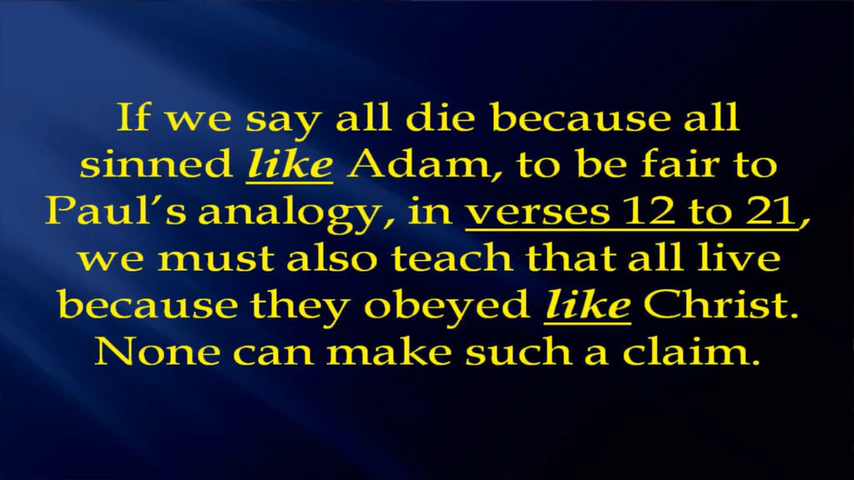 If we say all die because all
sinned like Adam, to be fair to
Paul's analogy, in verses 12 to 21,
we must also teach that all live
because they obeyed like Christ.
None can make such a claim.